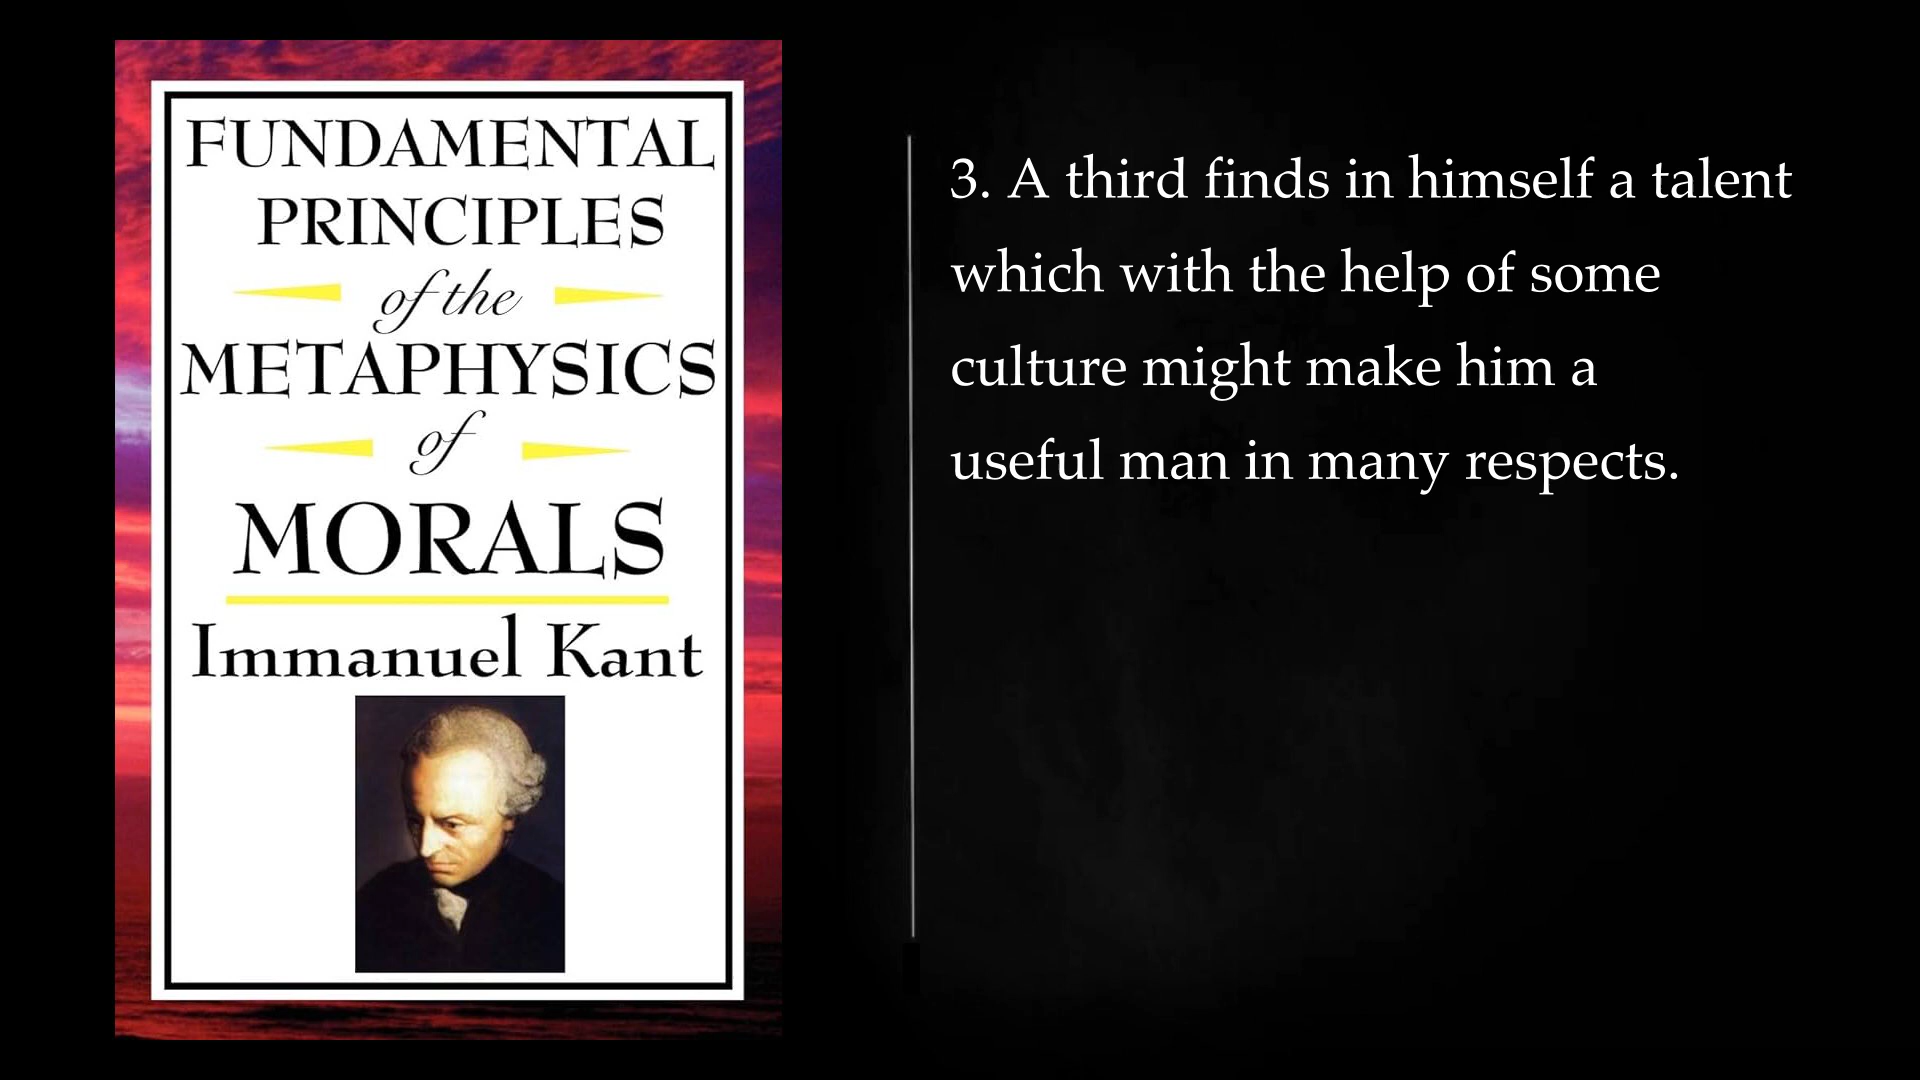 FUNDAMENTAL
PRINCIPLES
of the
METAPHYSICS
of
MORALS
Immanuel Kant
3. A third finds in himself a talent
which with the help of some
culture might make him a
useful man in many respects.